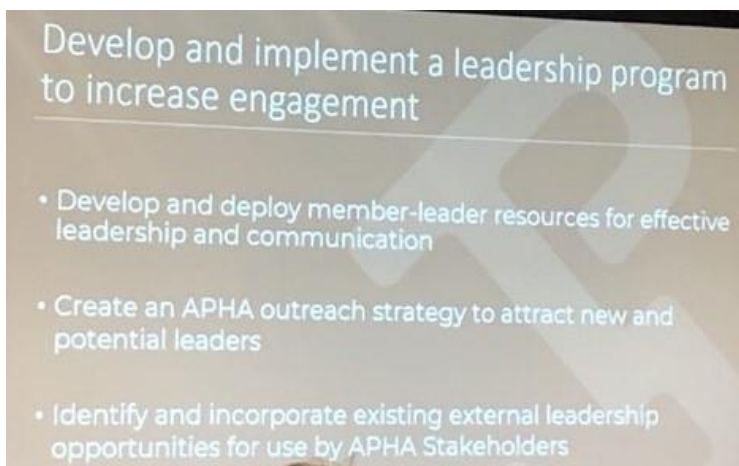 Develop and implement a leadership program
to increase engagement
• Develop and deploy member-leader resources for effective
leadership and communication
• Create an APHA outreach strategy to attract new and
potential leaders
• Identify and incorporate existing external leadership
opportunities for use by APHA Stakeholders